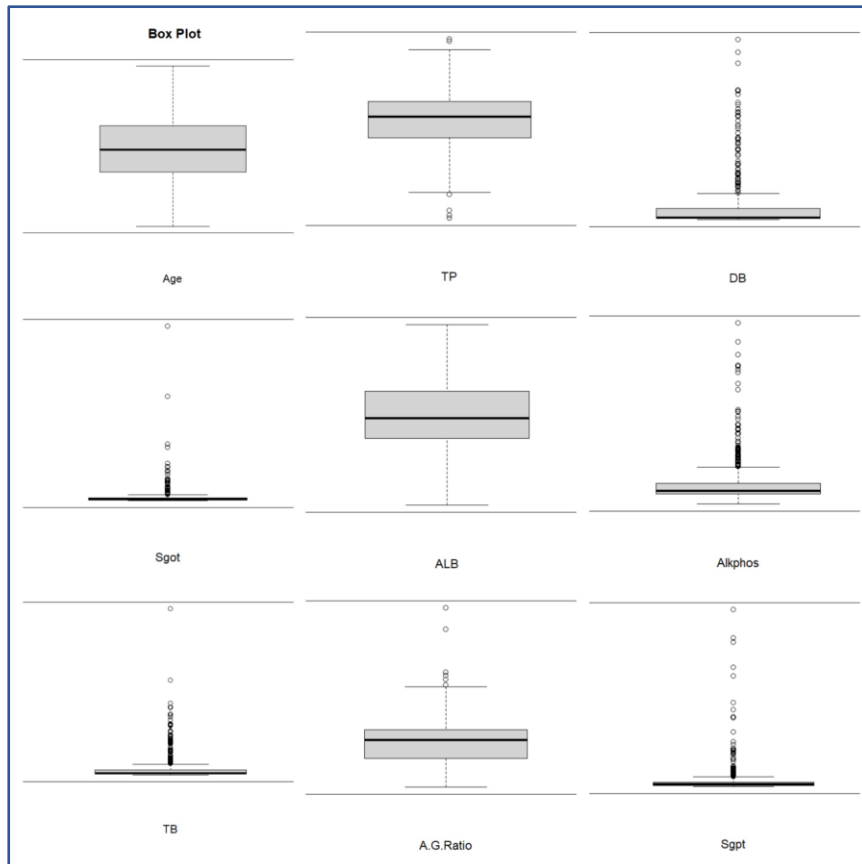 Box Plot
Age
TP
DB
Sgot
ALB
Alkphos
TB
A.G.Ratio
Sgpt